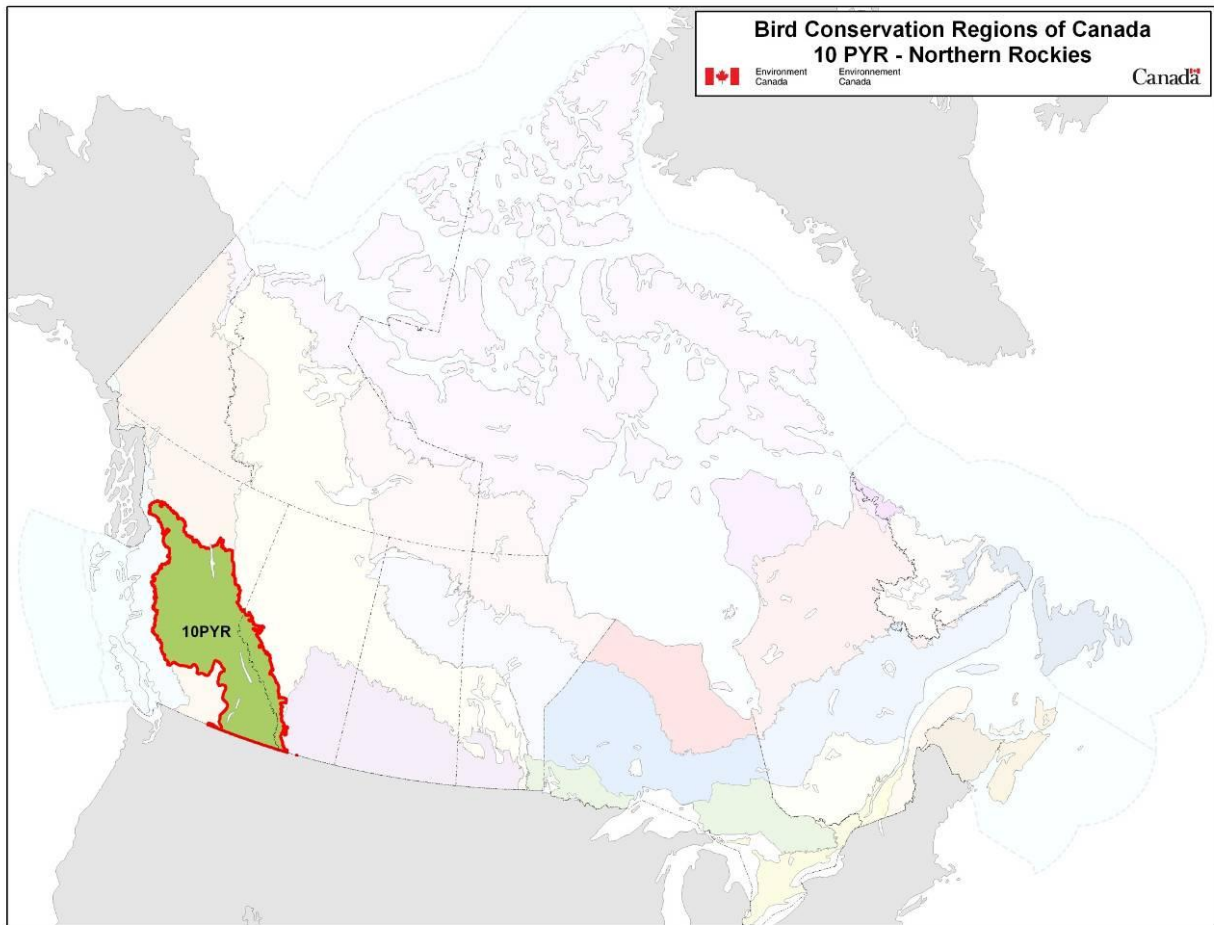 Bird Conservation Regions of Canada
10 PYR - Northern Rockies
Environment Canada
Environnement Canada
Canada
10PYR